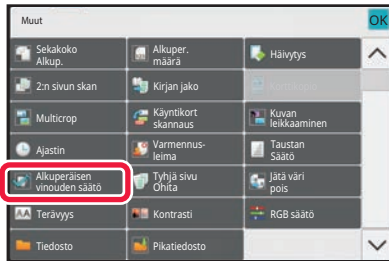 Muut
OK
Sekakoko
Alkup.
Alkuper.
määrä
Häivytys
2:n sivun skan
Kirjan jako
Multicrop
Käyntikort
skannaus
Kuvan
leikkaaminen
Ajastin
Varmennus-
leima
Taustan
Säätö
Alkuperäisen
vinouden säätö
Tyhjä sivu
Ohita
Jätä väri
pois
Terävyys
Kontrasti
RGB säätö
Tiedosto
Pikatiedosto